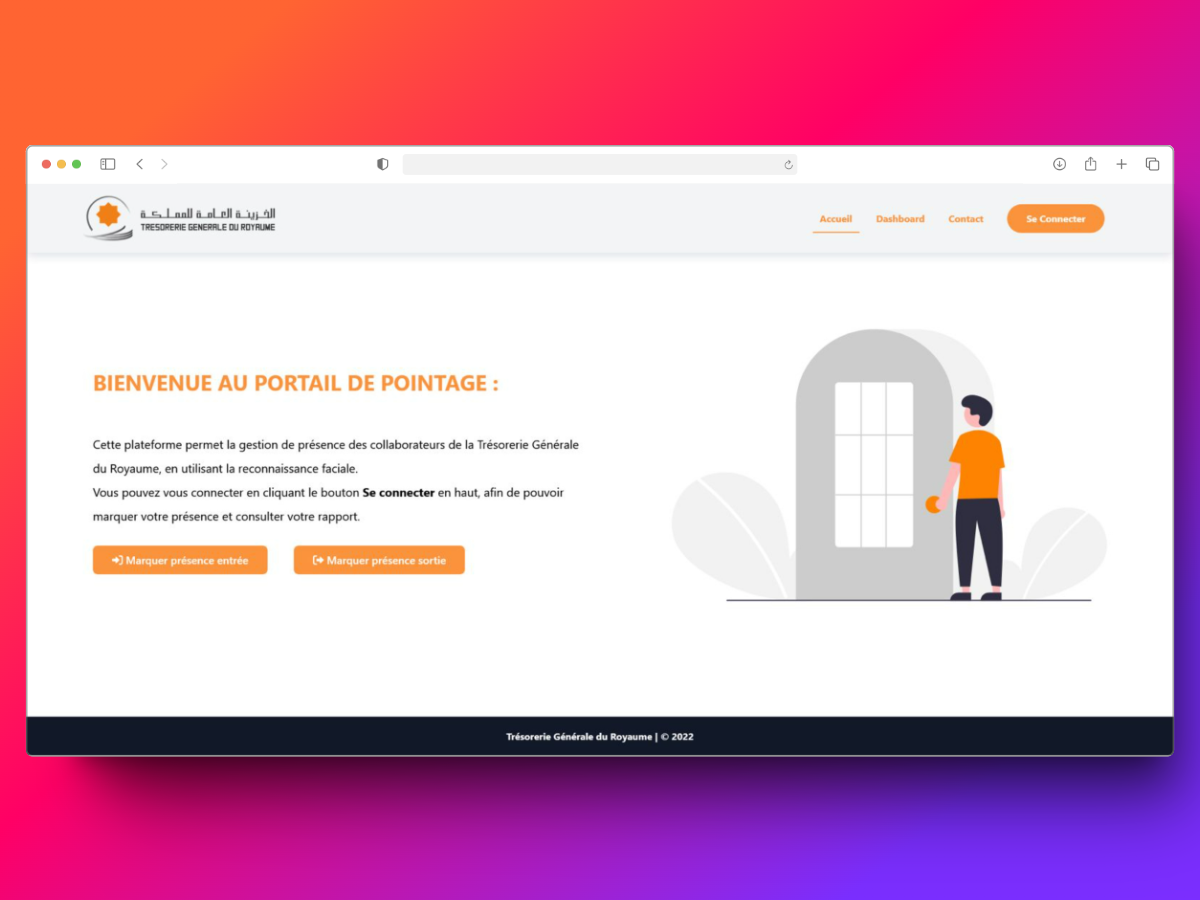 الخـزينـة العـامـة للمملـكـة
TRESORERIE GENERALE DU ROYAUME
Accueil
Dashboard
Contact
Se Connecter
BIENVENUE AU PORTAIL DE POINTAGE :
Cette plateforme permet la gestion de présence des collaborateurs de la Trésorerie Générale
du Royaume, en utilisant la reconnaissance faciale.
Vous pouvez vous connecter en cliquant le bouton Se connecter en haut, afin de pouvoir
marquer votre présence et consulter votre rapport.
Marquer présence entrée
Marquer présence sortie
Trésorerie Générale du Royaume | © 2022